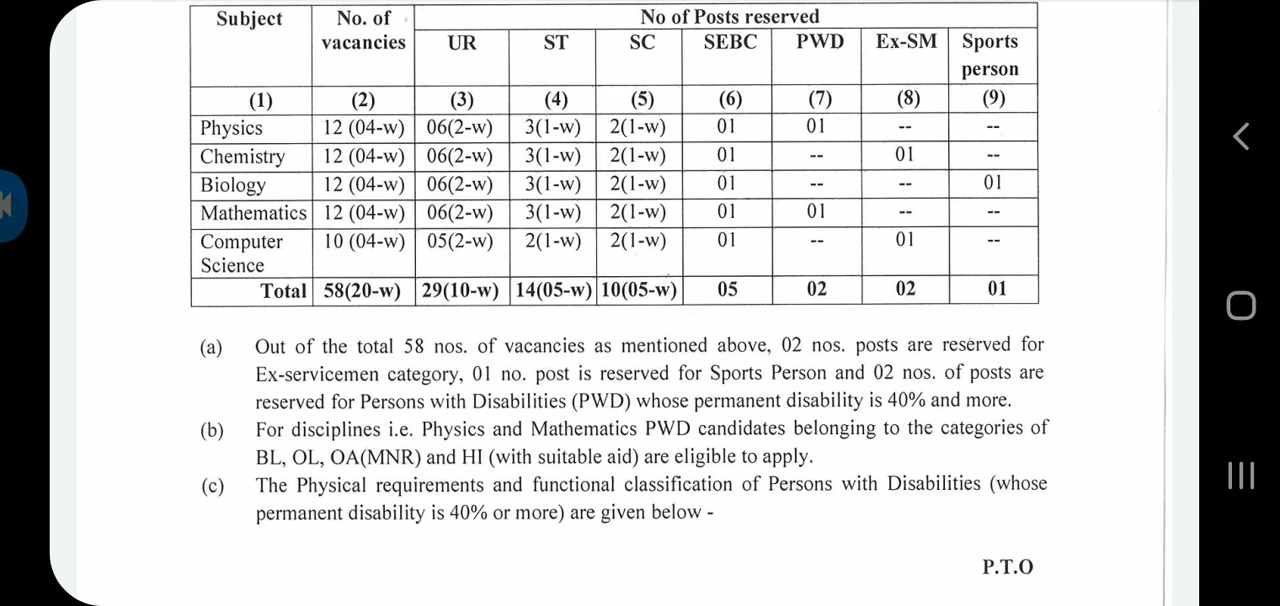 Subject No. of vacancies No of Posts reserved
UR ST SC SEBC PWD Ex-SM Sports person
(1) (2) (3) (4) (5) (6) (7) (8) (9)
Physics 12 (04-w) 06(2-w) 3(1-w) 2(1-w) 01 01 -- --
Chemistry 12 (04-w) 06(2-w) 3(1-w) 2(1-w) 01 -- 01 --
Biology 12 (04-w) 06(2-w) 3(1-w) 2(1-w) 01 -- -- 01
Mathematics 12 (04-w) 06(2-w) 3(1-w) 2(1-w) 01 01 -- --
Computer Science 10 (04-w) 05(2-w) 2(1-w) 2(1-w) 01 -- 01 --
Total 58(20-w) 29(10-w) 14(05-w) 10(05-w) 05 02 02 01
(a) Out of the total 58 nos. of vacancies as mentioned above, 02 nos. posts are reserved for
Ex-servicemen category, 01 no. post is reserved for Sports Person and 02 nos. of posts are
reserved for Persons with Disabilities (PWD) whose permanent disability is 40% and more.
(b) For disciplines i.e. Physics and Mathematics PWD candidates belonging to the categories of
BL, OL, OA(MNR) and HI (with suitable aid) are eligible to apply.
(c) The Physical requirements and functional classification of Persons with Disabilities (whose
permanent disability is 40% or more) are given below -
P.T.O